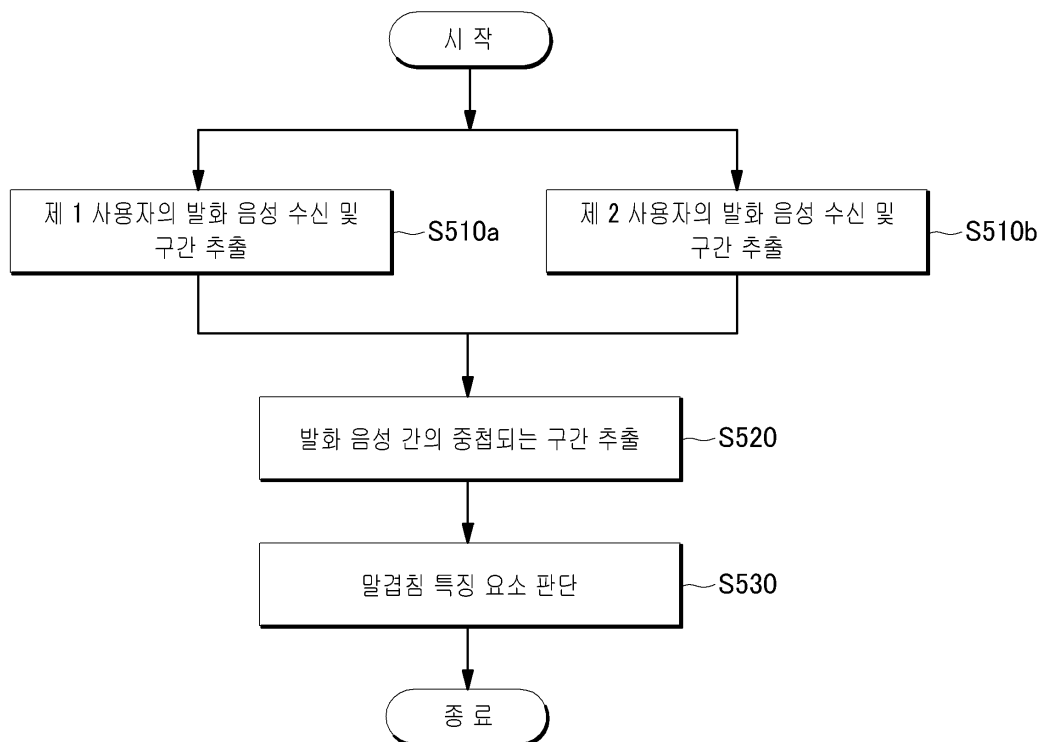 시 작
제 1 사용자의 발화 음성 수신 및
구간 추출
S510a
제 2 사용자의 발화 음성 수신 및
구간 추출
S510b
발화 음성 간의 중첩되는 구간 추출
S520
말겹침 특징 요소 판단
S530
종 료